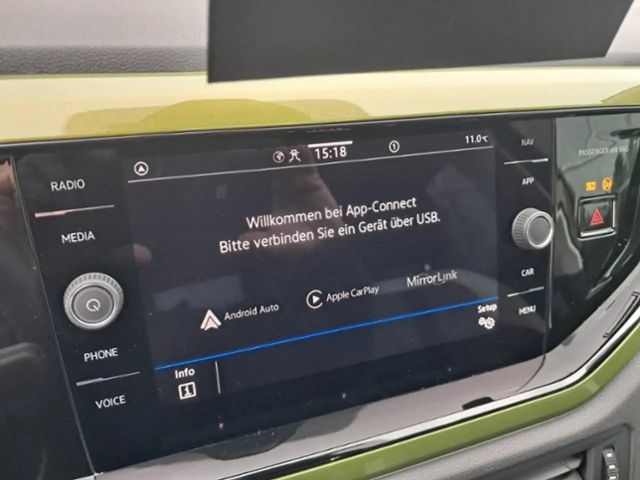 RADIO
MEDIA
PHONE
VOICE
15:18
1
11.0°C
Willkommen bei App-Connect
Bitte verbinden Sie ein Gerät über USB.
Android Auto
Apple CarPlay
MirrorLink
Info
Setup
NAV
APP
CAR
MENU
PASSENGER AIR BAG